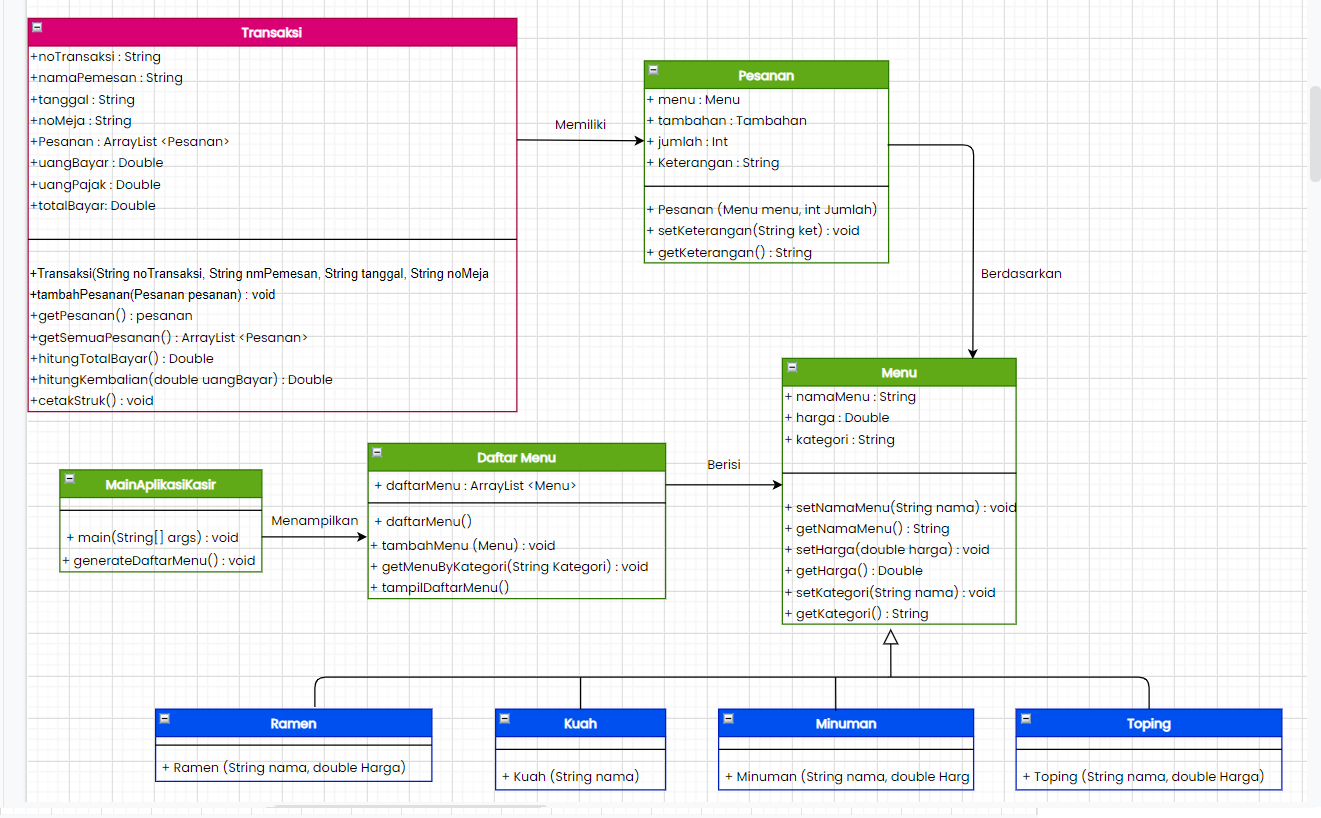 Transaksi
+noTransaksi : String
+namaPemesan : String
+tanggal : String
+noMeja : String
+Pesanan : ArrayList <Pesanan>
+uangBayar : Double
+uangPajak : Double
+totalBayar: Double
+Transaksi(String noTransaksi, String nmPemesan, String tanggal, String noMeja
+tambahPesanan(Pesanan pesanan) : void
+getPesanan() : pesanan
+getSemuaPesanan() : ArrayList <Pesanan>
+hitungTotalBayar() : Double
+hitungKembalian(double uangBayar) : Double
+cetakStruk() : void
Memiliki
Pesanan
+ menu : Menu
+ tambahan : Tambahan
+ jumlah : Int
+ Keterangan : String
+ Pesanan (Menu menu, int Jumlah)
+ setKeterangan(String ket) : void
+ getKeterangan() : String
Berdasarkan
Menu
+ namaMenu : String
+ harga : Double
+ kategori : String
+ setNamaMenu(String nama) : void
+ getNamaMenu() : String
+ setHarga(double harga) : void
+ getHarga() : Double
+ setKategori(String nama) : void
+ getKategori() : String
MainAplikasiKasir
+ main(String[] args) : void
+ generateDaftarMenu() : void
Menampilkan
Daftar Menu
+ daftarMenu : ArrayList <Menu>
+ daftarMenu()
+ tambahMenu (Menu) : void
+ getMenuByKategori(String Kategori) : void
+ tampilDaftarMenu()
Berisi
Ramen
+ Ramen (String nama, double Harga)
Kuah
+ Kuah (String nama)
Minuman
+ Minuman (String nama, double Harg
Toping
+ Toping (String nama, double Harga)